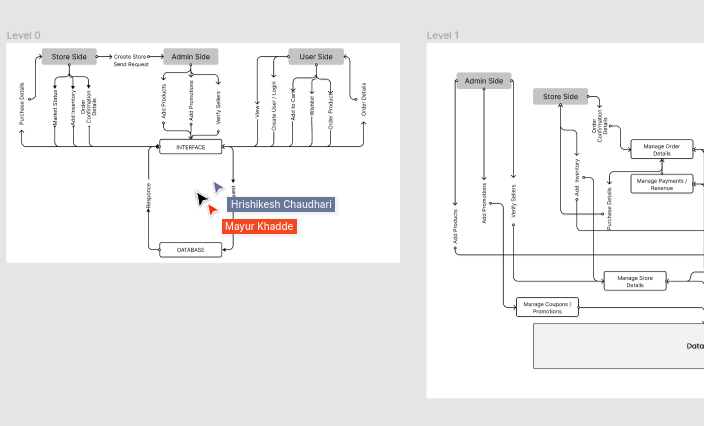 Level 0
Store Side
Create Store
Send Request
Admin Side
User Side
Purchase Details
Market Status
Add Inventory
Order
Confirmation
Details
Add Products
Add Promotions
Verify Sellers
View
Create User / Login
Add to Cart
Wishlist
Order Product
Order Details
INTERFACE
Responce
Hrishikesh Chaudhari
Mayur Khadde
DATABASE
Level 1
Admin Side
Store Side
Order
Confirmation
Details
Manage Order
Details
Manage Payments /
Revenue
Add Products
Add Promotions
Verify Sellers
Add Inventory
Purchase Details
Manage Store
Details
Manage Coupons /
Promotions
Data